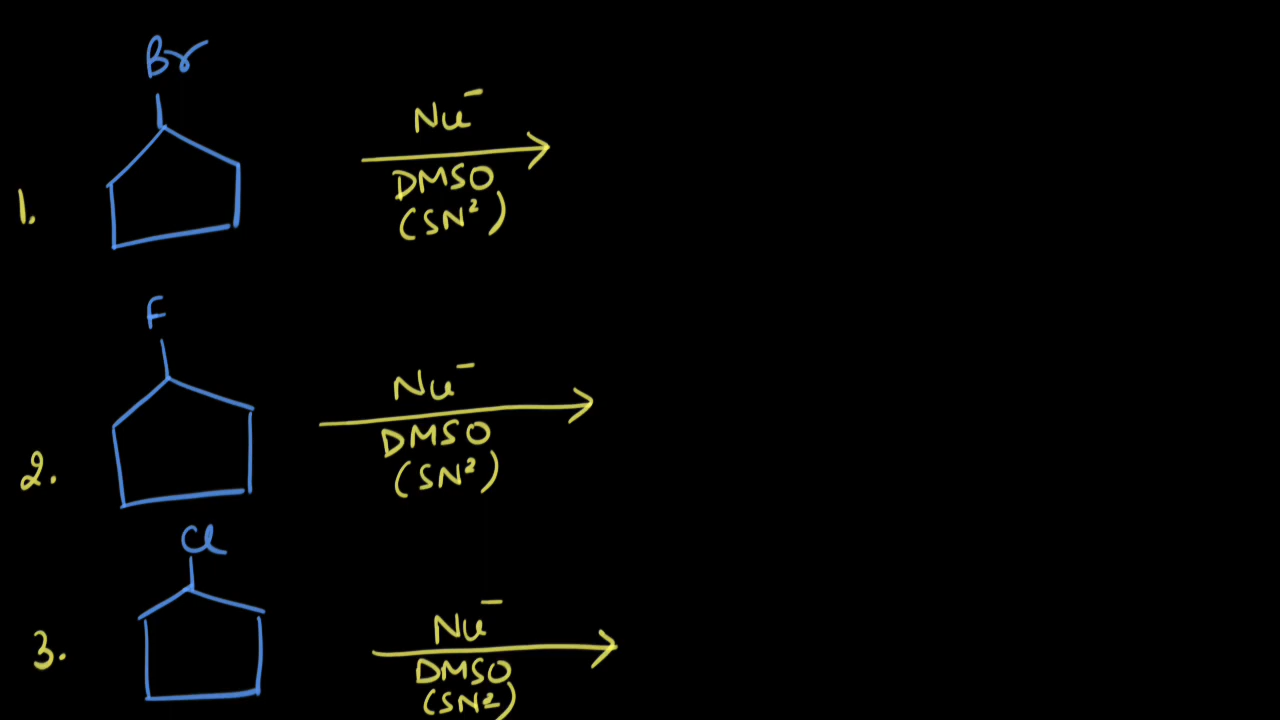 Br
Nu⁻
DMSO
1.
(SN²)
F
Nu⁻
DMSO
2.
(SN²)
Cl
Nu⁻
3.
DMSO
(SN2)